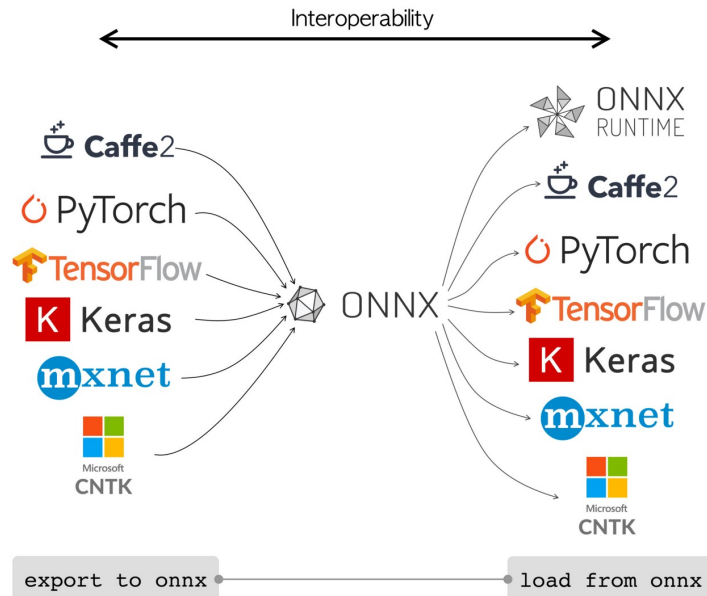 Interoperability
Caffe2
PyTorch
TensorFlow
K Keras
mxnet
Microsoft
CNTK
ONNX
ONNX
RUNTIME
Caffe2
PyTorch
TensorFlow
K Keras
mxnet
Microsoft
CNTK
export to onnx
load from onnx